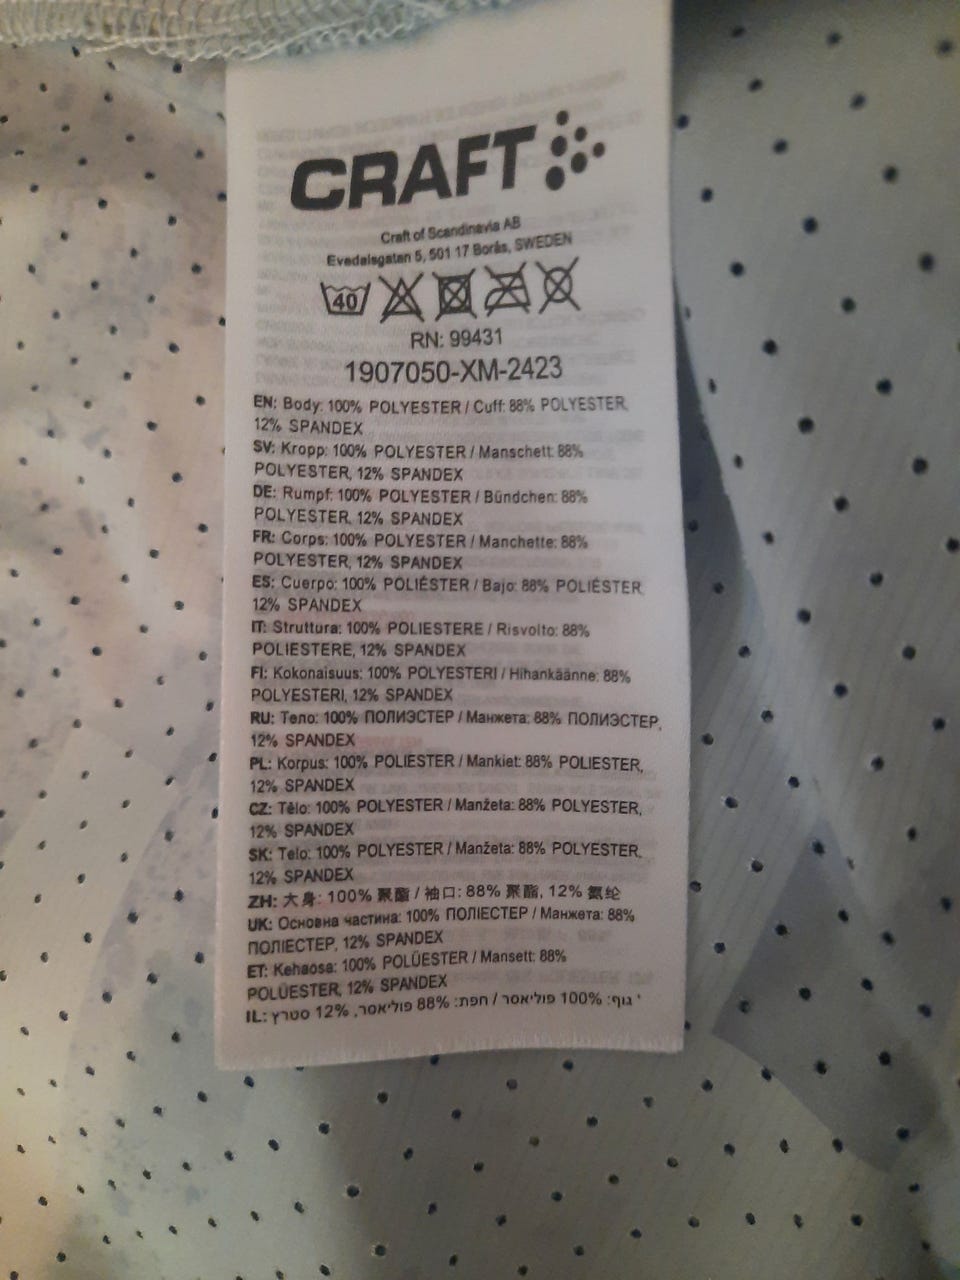 CRAFT
Craft of Scandinavia AB
Evedalsgatan 5, 501 17 Borås, SWEDEN
40
RN: 99431
1907050-XM-2423
EN: Body: 100% POLYESTER / Cuff: 88% POLYESTER,
12% SPANDEX
SV: Kropp: 100% POLYESTER / Manschett: 88%
POLYESTER, 12% SPANDEX
DE: Rumpf: 100% POLYESTER / Bündchen: 88%
POLYESTER, 12% SPANDEX
FR: Corps: 100% POLYESTER / Manchette: 88%
POLYESTER, 12% SPANDEX
ES: Cuerpo: 100% POLIÉSTER / Bajo: 88% POLIÉSTER,
12% SPANDEX
IT: Struttura: 100% POLIESTERE / Risvolto: 88%
POLIESTERE, 12% SPANDEX
FI: Kokonaisuus: 100% POLYESTERI / Hihankäänne: 88%
POLYESTERI, 12% SPANDEX
RU: Тело: 100% ПОЛИЭСТЕР / Манжета: 88% ПОЛИЭСТЕР,
12% SPANDEX
PL: Korpus: 100% POLIESTER / Mankiet: 88% POLIESTER,
12% SPANDEX
CZ: Tělo: 100% POLYESTER / Manžeta: 88% POLYESTER,
12% SPANDEX
SK: Telo: 100% POLYESTER / Manžeta: 88% POLYESTER,
12% SPANDEX
ZH: 大身: 100% 聚酯 / 袖口: 88% 聚酯, 12% 氨纶
UK: Основна частина: 100% ПОЛІЕСТЕР / Манжета: 88%
ПОЛІЕСТЕР, 12% SPANDEX
ET: Kehaosa: 100% POLÜESTER / Mansett: 88%
POLÜESTER, 12% SPANDEX
IL: גוף: 100% פוליאסר / חפת: 88% פוליאסר, 12% סטרץ